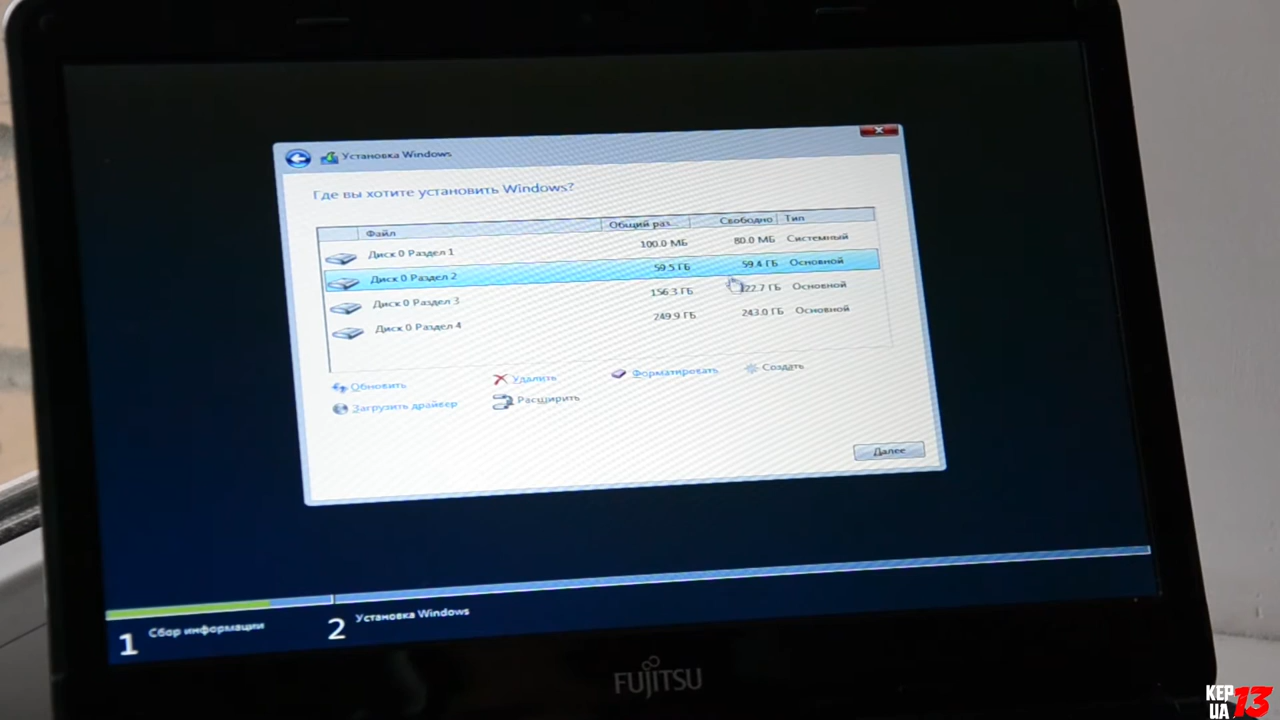 Установка Windows
Где вы хотите установить Windows?
Файл Общий раз... Свободно Тип
Диск 0 Раздел 1 100.0 МБ 80.0 МБ Системный
Диск 0 Раздел 2 59.5 ГБ 59.4 ГБ Основной
Диск 0 Раздел 3 156.3 ГБ 22.7 ГБ Основной
Диск 0 Раздел 4 249.9 ГБ 243.0 ГБ Основной
Обновить Удалить Форматировать Создать
Загрузить драйвер Расширить
Далее
1 Сбор информации 2 Установка Windows
FUJITSU
КЕР
UA 13